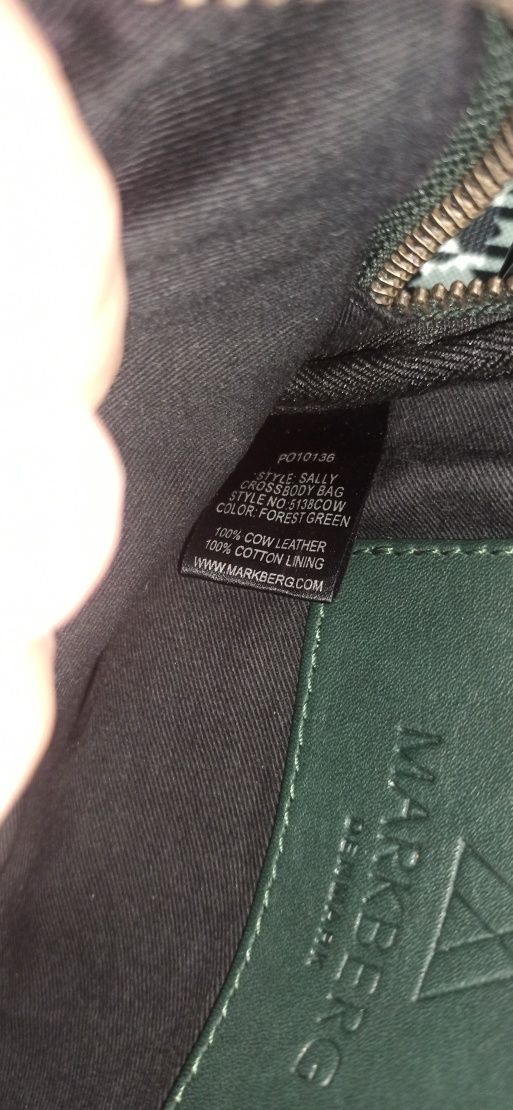 PO10136
STYLE: SALLY
CROSSBODY BAG
STYLE NO: 5138COW
COLOR: FOREST GREEN
100% COW LEATHER
100% COTTON LINING
WWW.MARKBERG.COM
MARKBERG
DENMARK